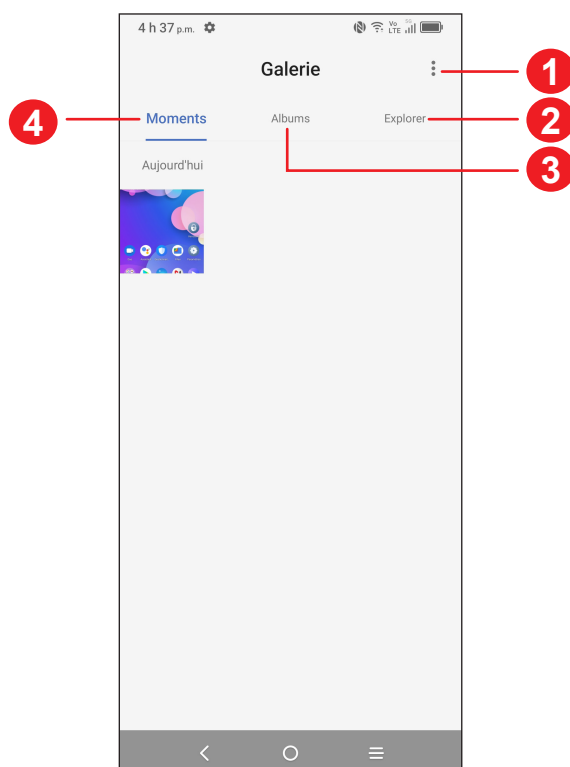 4 h 37 p.m.
Vo LTE
Galerie
1
4
Moments
Albums
Explorer
2
3
Aujourd'hui